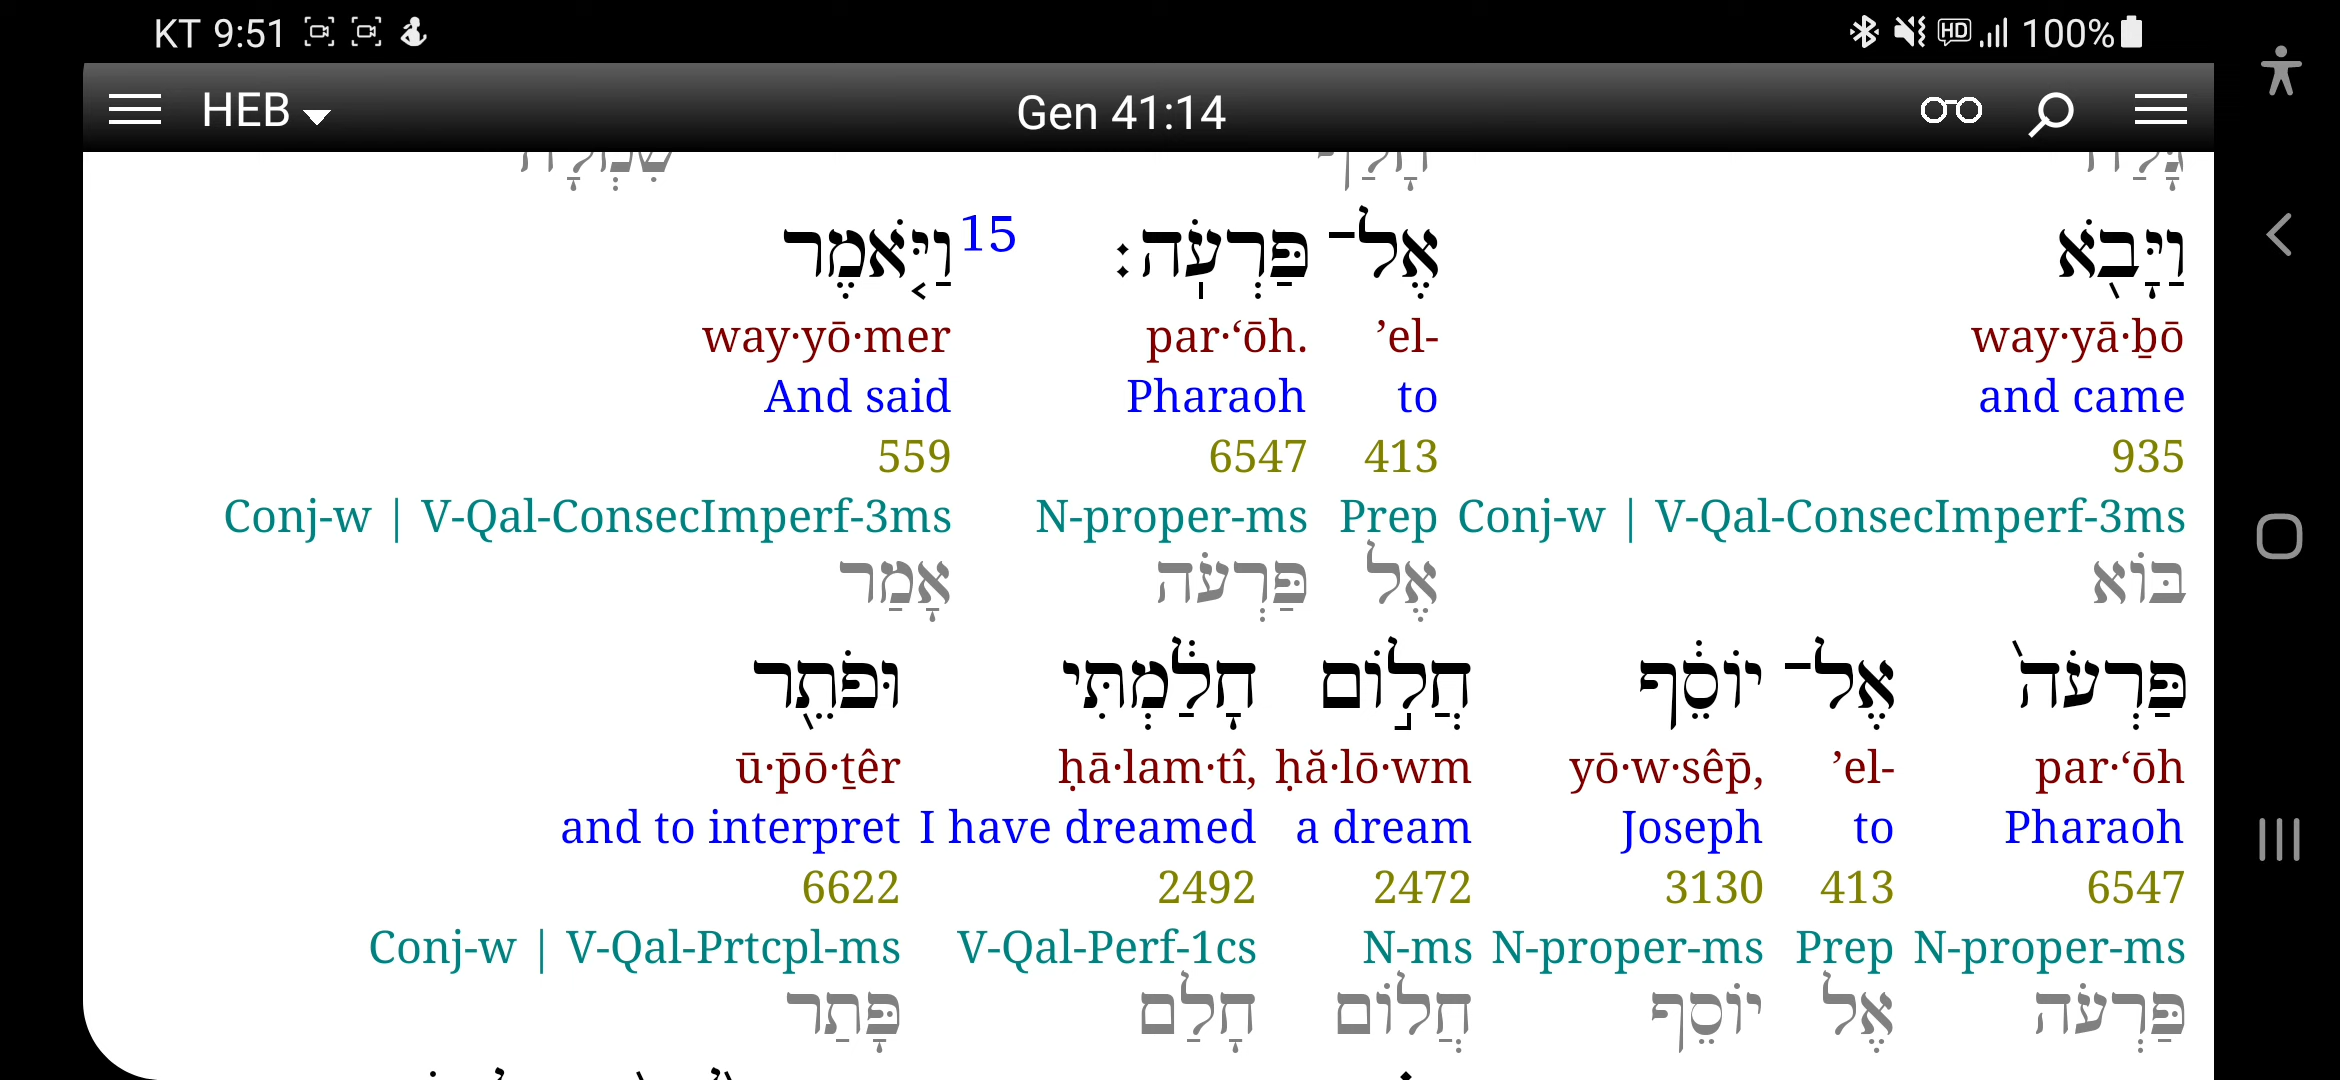 KT 9:51 100%
HEB Gen 41:14
וַיָּבֹ֖א אֶל־ פַּרְעֹֽה׃ 15 וַיֹּ֤אמֶר
way·yā·ḇō ’el- par·‘ōh. way·yō·mer
and came to Pharaoh And said
935 413 6547 559
Conj-w | V-Qal-ConsecImperf-3ms Prep N-proper-ms Conj-w | V-Qal-ConsecImperf-3ms
בּוֹא אֶל פַּרְעֹה אָמַר
פַּרְעֹה֙ אֶל־ יוֹסֵ֔ף חֲל֣וֹם חָלַ֔מְתִּי וּפֹתֵ֖ר
par·‘ōh ’el- yō·w·sêp̄, ḥă·lō·wm ḥā·lam·tî, ū·p̄ō·ṯêr
Pharaoh to Joseph a dream I have dreamed and to interpret
6547 413 3130 2472 2492 6622
N-proper-ms Prep N-proper-ms N-ms V-Qal-Perf-1cs Conj-w | V-Qal-Prtcpl-ms
פַּרְעֹה אֶל יוֹסֵף חֲלוֹם חָלַם פָּתַר